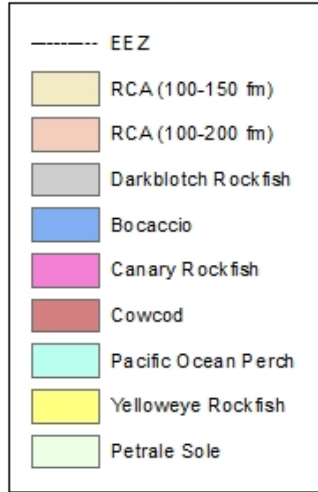 EEZ
RCA (100-150 fm)
RCA (100-200 fm)
Darkblotch Rockfish
Bocaccio
Canary Rockfish
Cowcod
Pacific Ocean Perch
Yelloweye Rockfish
Petrale Sole